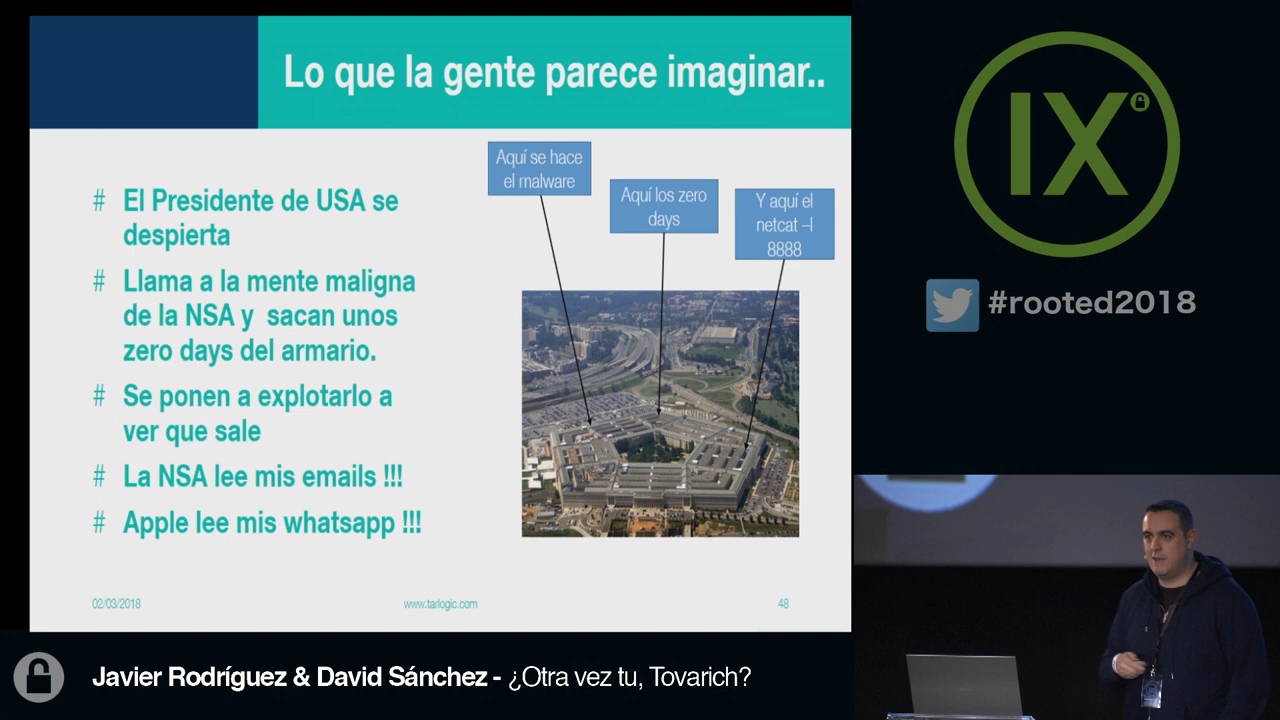 Lo que la gente parece imaginar..
# El Presidente de USA se
despierta
# Llama a la mente maligna
de la NSA y sacan unos
zero days del armario.
# Se ponen a explotarlo a
ver que sale
# La NSA lee mis emails !!!
# Apple lee mis whatsapp !!!
Aquí se hace
el malware
Aquí los zero
days
Y aquí el
netcat –l
8888
02/03/2018
www.tarlogic.com
48
IX
#rooted2018
Javier Rodríguez & David Sánchez - ¿Otra vez tu, Tovarich?